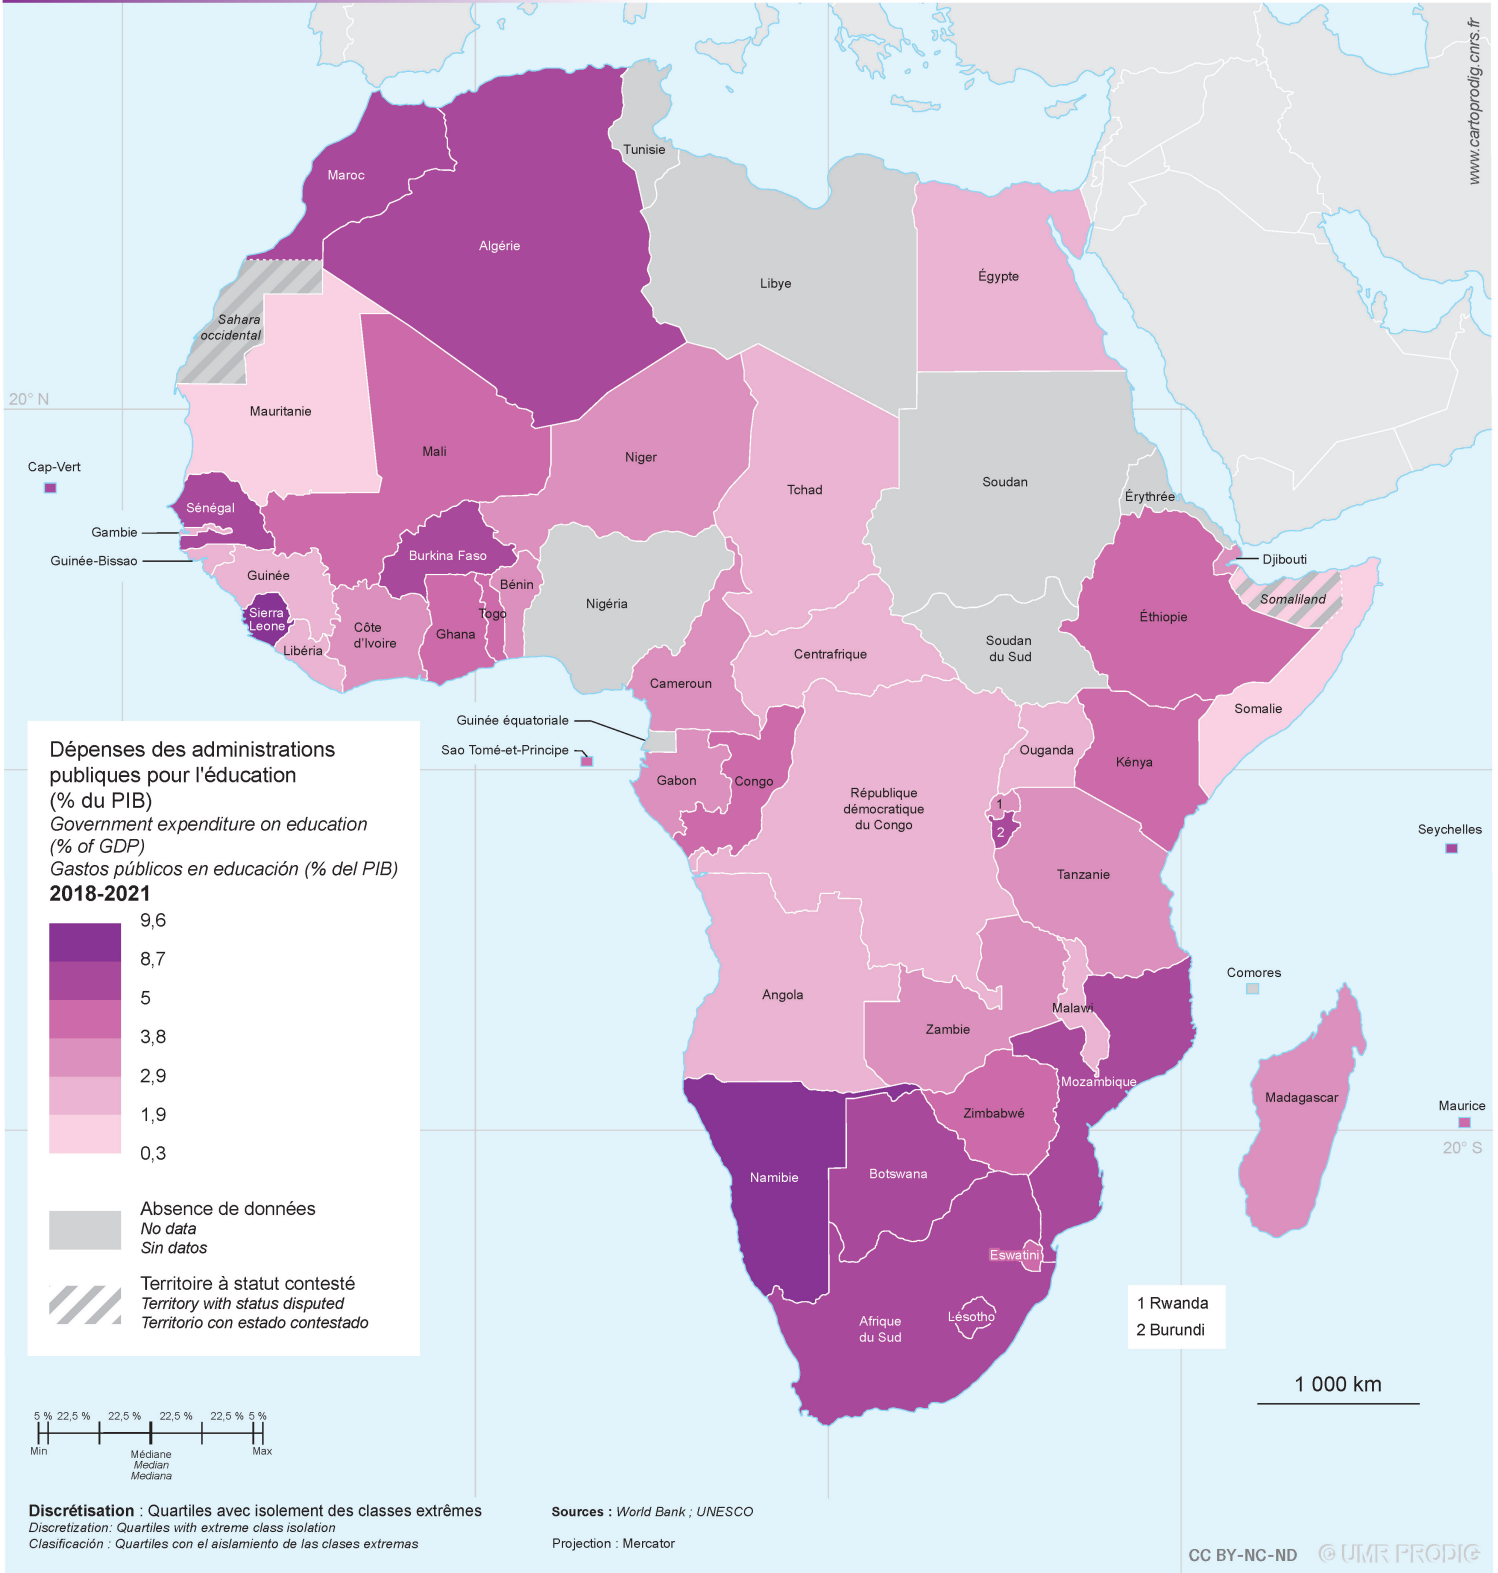 www.cartoprodig.cnrs.fr
Tunisie
Maroc
Algérie
Libye
Égypte
Sahara
occidental
20° N
Mauritanie
Mali
Niger
Tchad
Soudan
Érythrée
Cap-Vert
Sénégal
Gambie
Guinée-Bissao
Burkina Faso
Djibouti
Guinée
Bénin
Nigéria
Somaliland
Sierra
Leone
Togo
Éthiopie
Côte
d'Ivoire
Ghana
Libéria
Soudan
du Sud
Centrafrique
Cameroun
Somalie
Guinée équatoriale
Sao Tomé-et-Principe
Ouganda
Kénya
Gabon
Congo
République
démocratique
du Congo
1
2
Seychelles
Tanzanie
Comores
Angola
Malawi
Zambie
Mozambique
Madagascar
Maurice
20° S
Zimbabwé
Namibie
Botswana
Eswatini
Lésotho
Afrique
du Sud
Dépenses des administrations
publiques pour l'éducation
(% du PIB)
Government expenditure on education
(% of GDP)
Gastos públicos en educación (% del PIB)
2018-2021
9,6
8,7
5
3,8
2,9
1,9
0,3
Absence de données
No data
Sin datos
Territoire à statut contesté
Territory with status disputed
Territorio con estado contestado
1 Rwanda
2 Burundi
1 000 km
5 % 22,5 % 22,5 % 22,5 % 22,5 % 5 %
Min
Max
Médiane
Median
Mediana
Discrétisation : Quartiles avec isolement des classes extrêmes
Discretization: Quartiles with extreme class isolation
Clasificación : Quartiles con el aislamiento de las clases extremas
Sources : World Bank ; UNESCO
Projection : Mercator
CC BY-NC-ND
© UMR PRODIG